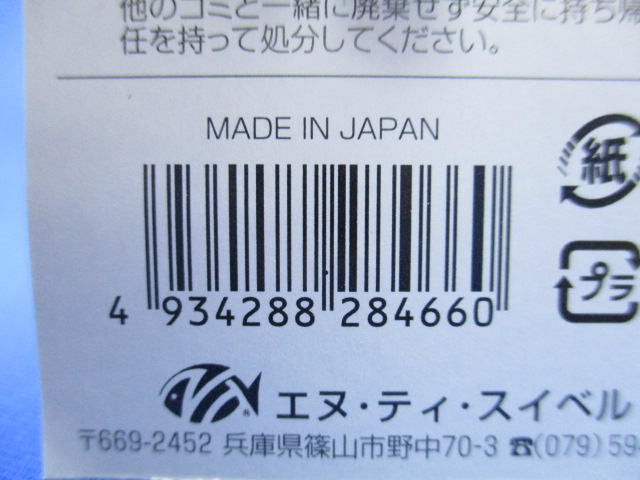 他のゴミと一緒に廃棄せず安全に持ち帰
任を持って処分してください。
MADE IN JAPAN
紙
4 934288 284660
プラ
エヌ・ティ・スイベル
〒669-2452 兵庫県篠山市野中70-3 ☎(079)594